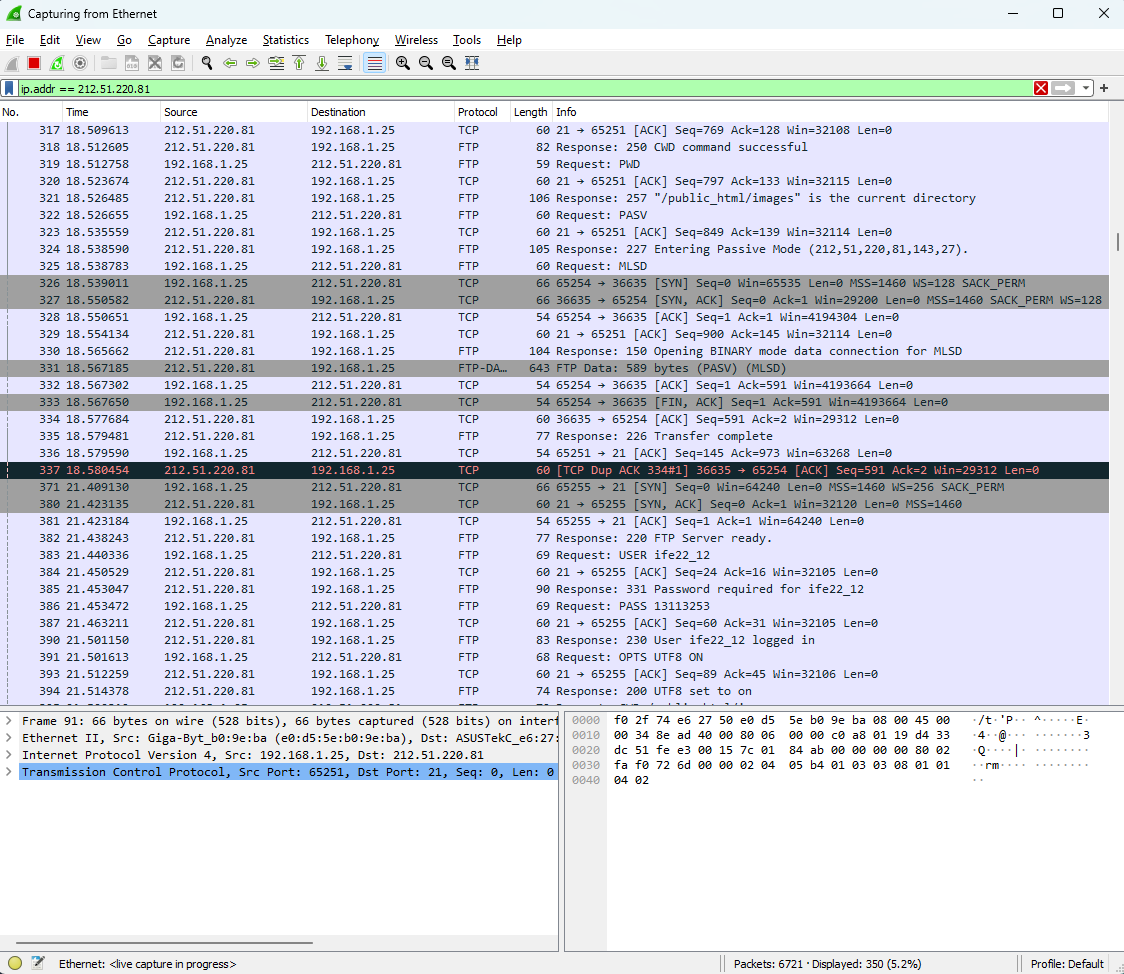 Capturing from Ethernet
File Edit View Go Capture Analyze Statistics Telephony Wireless Tools Help
ip.addr == 212.51.220.81
No. Time Source Destination Protocol Length Info
317 18.509613 212.51.220.81 192.168.1.25 TCP 60 21 → 65251 [ACK] Seq=769 Ack=128 Win=32108 Len=0
318 18.512605 212.51.220.81 192.168.1.25 FTP 82 Response: 250 CWD command successful
319 18.512758 192.168.1.25 212.51.220.81 FTP 59 Request: PWD
320 18.523674 212.51.220.81 192.168.1.25 TCP 60 21 → 65251 [ACK] Seq=797 Ack=133 Win=32115 Len=0
321 18.526485 212.51.220.81 192.168.1.25 FTP 106 Response: 257 "/public_html/images" is the current directory
322 18.526655 192.168.1.25 212.51.220.81 FTP 60 Request: PASV
323 18.535559 212.51.220.81 192.168.1.25 TCP 60 21 → 65251 [ACK] Seq=849 Ack=139 Win=32114 Len=0
324 18.538590 212.51.220.81 192.168.1.25 FTP 105 Response: 227 Entering Passive Mode (212,51,220,81,143,27).
325 18.538783 192.168.1.25 212.51.220.81 FTP 60 Request: MLSD
326 18.539011 192.168.1.25 212.51.220.81 TCP 66 65254 → 36635 [SYN] Seq=0 Win=65535 Len=0 MSS=1460 WS=128 SACK_PERM
327 18.550582 212.51.220.81 192.168.1.25 TCP 66 36635 → 65254 [SYN, ACK] Seq=0 Ack=1 Win=29200 Len=0 MSS=1460 SACK_PERM WS=128
328 18.550651 192.168.1.25 212.51.220.81 TCP 54 65254 → 36635 [ACK] Seq=1 Ack=1 Win=4194304 Len=0
329 18.554134 212.51.220.81 192.168.1.25 TCP 60 21 → 65251 [ACK] Seq=900 Ack=145 Win=32114 Len=0
330 18.565662 212.51.220.81 192.168.1.25 FTP 104 Response: 150 Opening BINARY mode data connection for MLSD
331 18.567185 212.51.220.81 192.168.1.25 FTP-DA… 643 FTP Data: 589 bytes (PASV) (MLSD)
332 18.567302 192.168.1.25 212.51.220.81 TCP 54 65254 → 36635 [ACK] Seq=1 Ack=591 Win=4193664 Len=0
333 18.567650 192.168.1.25 212.51.220.81 TCP 54 65254 → 36635 [FIN, ACK] Seq=1 Ack=591 Win=4193664 Len=0
334 18.577684 212.51.220.81 192.168.1.25 TCP 60 36635 → 65254 [ACK] Seq=591 Ack=2 Win=29312 Len=0
335 18.579481 212.51.220.81 192.168.1.25 FTP 77 Response: 226 Transfer complete
336 18.579590 192.168.1.25 212.51.220.81 TCP 54 65251 → 21 [ACK] Seq=145 Ack=973 Win=63268 Len=0
337 18.580454 212.51.220.81 192.168.1.25 TCP 60 [TCP Dup ACK 334#1] 36635 → 65254 [ACK] Seq=591 Ack=2 Win=29312 Len=0
371 21.409130 192.168.1.25 212.51.220.81 TCP 66 65255 → 21 [SYN] Seq=0 Win=64240 Len=0 MSS=1460 WS=256 SACK_PERM
380 21.423135 212.51.220.81 192.168.1.25 TCP 60 21 → 65255 [SYN, ACK] Seq=0 Ack=1 Win=32120 Len=0 MSS=1460
381 21.423184 192.168.1.25 212.51.220.81 TCP 54 65255 → 21 [ACK] Seq=1 Ack=1 Win=64240 Len=0
382 21.438243 212.51.220.81 192.168.1.25 FTP 77 Response: 220 FTP Server ready.
383 21.440336 192.168.1.25 212.51.220.81 FTP 69 Request: USER ife22_12
384 21.450529 212.51.220.81 192.168.1.25 TCP 60 21 → 65255 [ACK] Seq=24 Ack=16 Win=32105 Len=0
385 21.453047 212.51.220.81 192.168.1.25 FTP 90 Response: 331 Password required for ife22_12
386 21.453472 192.168.1.25 212.51.220.81 FTP 69 Request: PASS 13113253
387 21.463211 212.51.220.81 192.168.1.25 TCP 60 21 → 65255 [ACK] Seq=60 Ack=31 Win=32105 Len=0
390 21.501150 212.51.220.81 192.168.1.25 FTP 83 Response: 230 User ife22_12 logged in
391 21.501613 192.168.1.25 212.51.220.81 FTP 68 Request: OPTS UTF8 ON
393 21.512259 212.51.220.81 192.168.1.25 TCP 60 21 → 65255 [ACK] Seq=89 Ack=45 Win=32106 Len=0
394 21.514378 212.51.220.81 192.168.1.25 FTP 74 Response: 200 UTF8 set to on
Frame 91: 66 bytes on wire (528 bits), 66 bytes captured (528 bits) on interf
Ethernet II, Src: Giga-Byt_b0:9e:ba (e0:d5:5e:b0:9e:ba), Dst: ASUSTekC_e6:27:
Internet Protocol Version 4, Src: 192.168.1.25, Dst: 212.51.220.81
Transmission Control Protocol, Src Port: 65251, Dst Port: 21, Seq: 0, Len: 0
0000 f0 2f 74 e6 27 50 e0 d5 5e b0 9e ba 08 00 45 00 ·/t·'P·· ^·····E·
0010 00 34 8e ad 40 00 80 06 00 00 c0 a8 01 19 d4 33 ·4··@··· ·······3
0020 dc 51 fe e3 00 15 7c 01 84 ab 00 00 00 00 80 02 ·Q····|· ········
0030 fa f0 72 6d 00 00 02 04 05 b4 01 03 03 08 01 01 ··rm···· ········
0040 04 02 ··
Ethernet: <live capture in progress> Packets: 6721 · Displayed: 350 (5.2%) Profile: Default